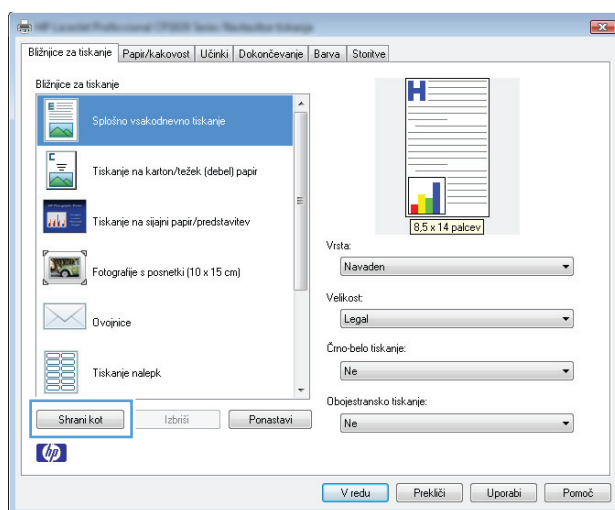 Bližnjice za tiskanje Papir/kakovost Učinki Dokončevanje Barva Storitve
Bližnjice za tiskanje
Splošno vsakodnevno tiskanje
Tiskanje na karton/težek (debel) papir
Tiskanje na sijajni papir/predstavitev
Fotografije s posnetki (10 x 15 cm)
Ovojnice
Tiskanje nalepk
Shrani kot Izbriši Ponastavi
8,5 x 14 palcev
Vrsta:
Navaden
Velikost:
Legal
Črno-belo tiskanje:
Ne
Obojestransko tiskanje:
Ne
hp
V redu Prekliči Uporabi Pomoč